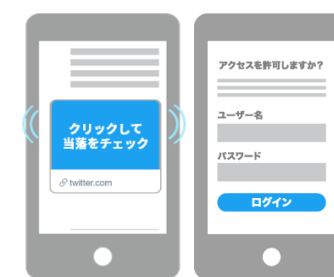 クリックして
当落をチェック
twitter.com
アクセスを許可しますか?
ユーザー名
パスワード
ログイン